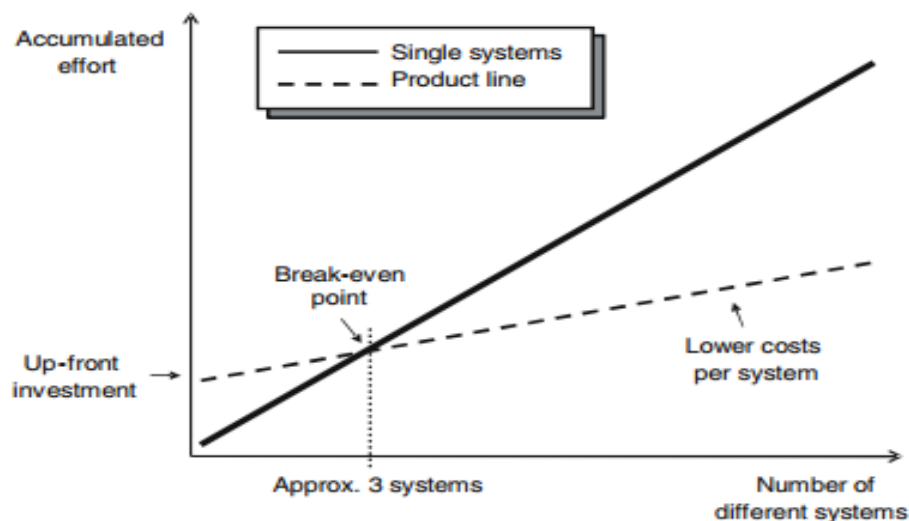 Accumulated
effort
Single systems
Product line
Break-even
point
Up-front
investment
Lower costs
per system
Approx. 3 systems
Number of
different systems